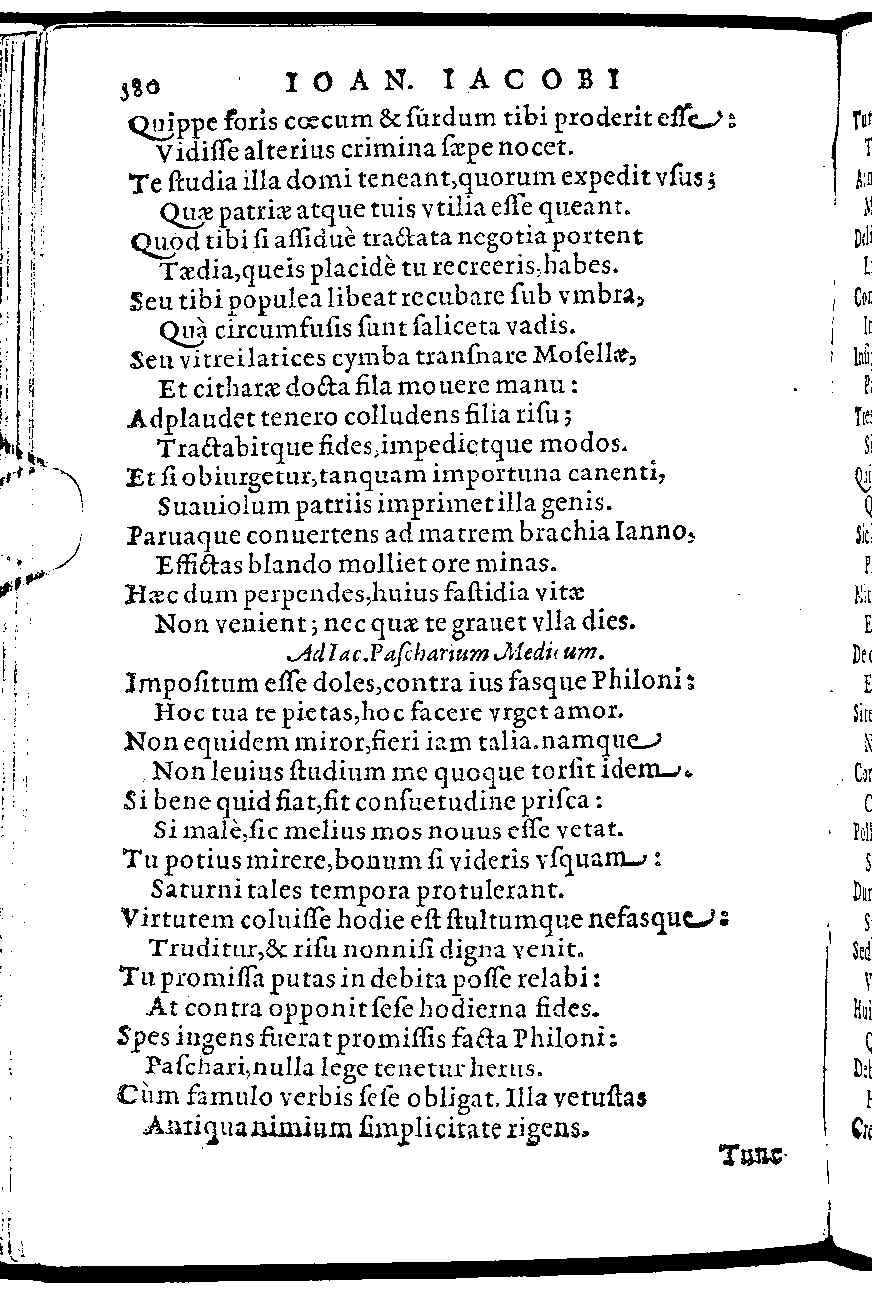 380 IOAN. IACOBI
Quippe foris cœcum & ſurdum tibi proderit eſſe:
Vidiſſe alterius crimina ſæpe nocet.
Te ſtudia illa domi teneant, quorum expedit vſus;
Quæ patriæ atque tuis vtilia eſſe queant.
Quod tibi ſi aſſiduè tractata negotia portent
Tædia, queis placidè tu recreeris, habes.
Seu tibi populea libeat recubare ſub vmbra,
Quà circumfuſis ſunt ſaliceta vadis.
Seu vitrei latices cymba tranſnare Moſellæ,
Et citharæ docta fila mouere manu:
Adplaudet tenero colludens filia riſu;
Tractabitque fides, impedietque modos.
Et ſi obiurgetur, tanquam importuna canenti,
Suauiolum patriis imprimet illa genis.
Paruaque conuertens ad matrem brachia Ianno,
Effictas blando molliet ore minas.
Hæc dum perpendes, huius faſtidia vitæ
Non venient; nec quæ te grauet vlla dies.
Ad Iac. Paſcharium Medicum.
Impoſitum eſſe doles, contra ius fasque Philoni:
Hoc tua te pietas, hoc facere vrget amor.
Non equidem miror, fieri iam talia. namque
Non leuius ſtudium me quoque torſit idem.
Si bene quid fiat, fit conſuetudine priſca:
Si malè, ſic melius mos nouus eſſe vetat.
Tu potius mirere, bonum ſi videris vſquam:
Saturni tales tempora protulerant.
Virtutem coluiſſe hodie eſt ſtultumque nefasque:
Truditur, & riſu nonniſi digna venit.
Tu promiſſa putas in debita poſſe relabi:
At contra opponit ſeſe hodierna fides.
Spes ingens fuerat promiſſis facta Philoni:
Paſchari, nulla lege tenetur herus.
Cùm famulo verbis ſeſe obligat. Illa vetuſtas
Antiqua nimium ſimplicitate rigens.
Tunc